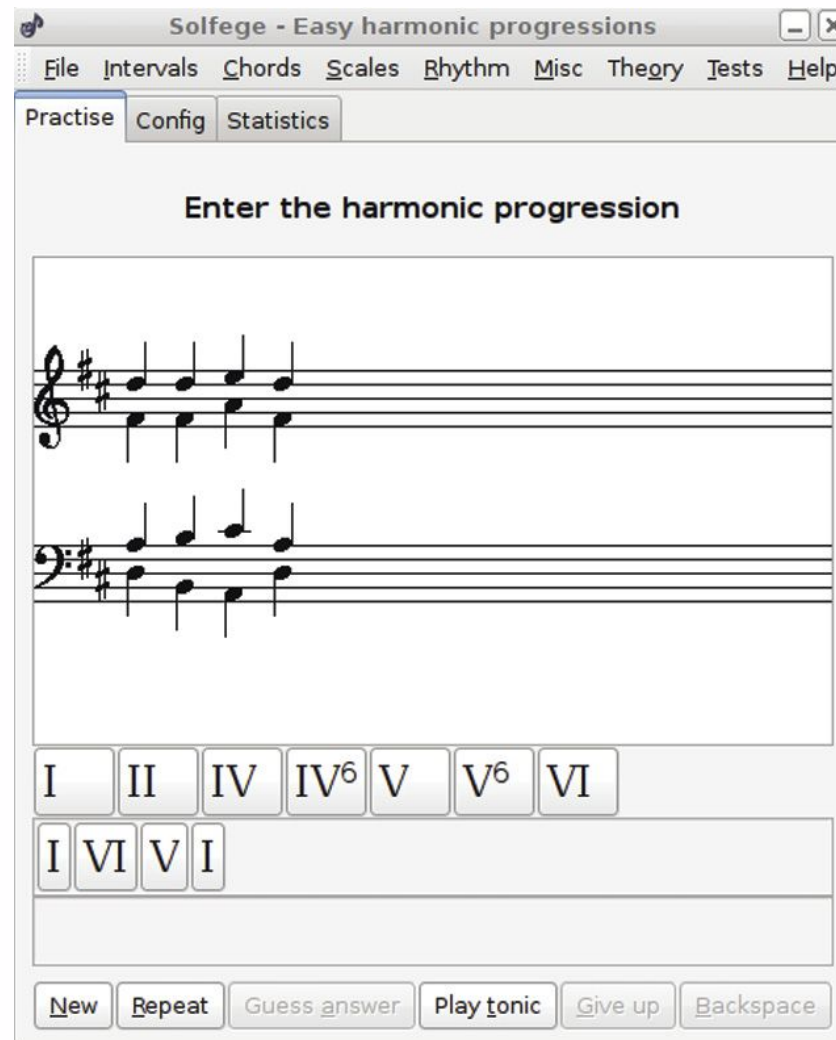 Solfege - Easy harmonic progressions
File Intervals Chords Scales Rhythm Misc Theory Tests Help
Practise Config Statistics
Enter the harmonic progression
I II IV IV⁶ V V⁶ VI
I VI V I
New Repeat Guess answer Play tonic Give up Backspace